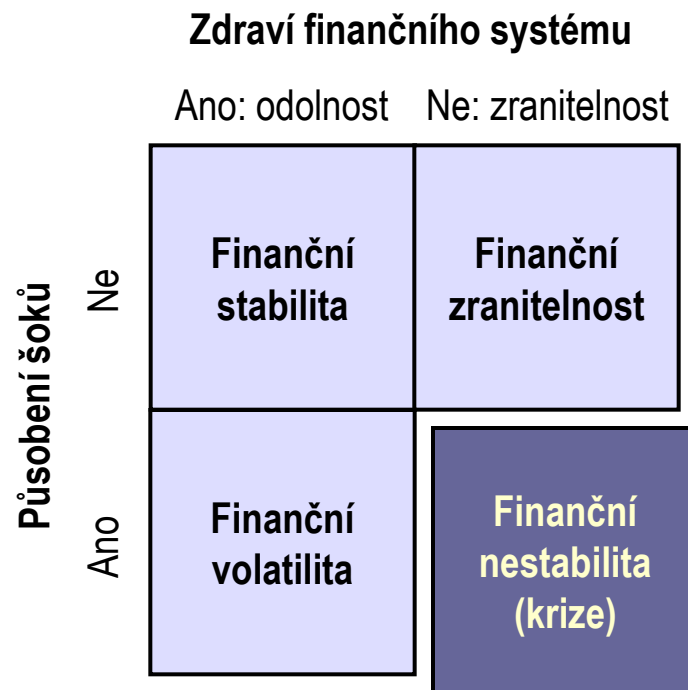 Zdraví finančního systému
Ano: odolnost Ne: zranitelnost
Působení šoků
Ne
Finanční
stabilita
Finanční
zranitelnost
Ano
Finanční
volatilita
Finanční
nestabilita
(krize)